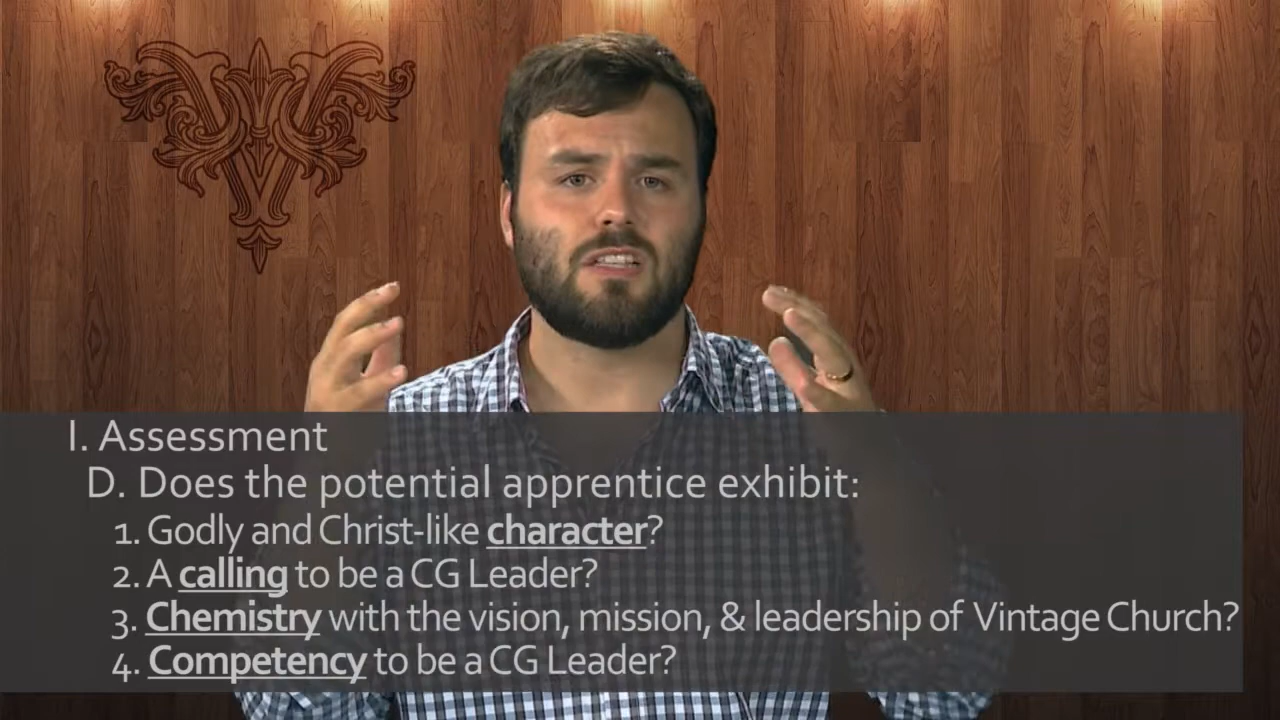 I. Assessment
D. Does the potential apprentice exhibit:
1. Godly and Christ-like character?
2. A calling to be a CG Leader?
3. Chemistry with the vision, mission, & leadership of Vintage Church?
4. Competency to be a CG Leader?